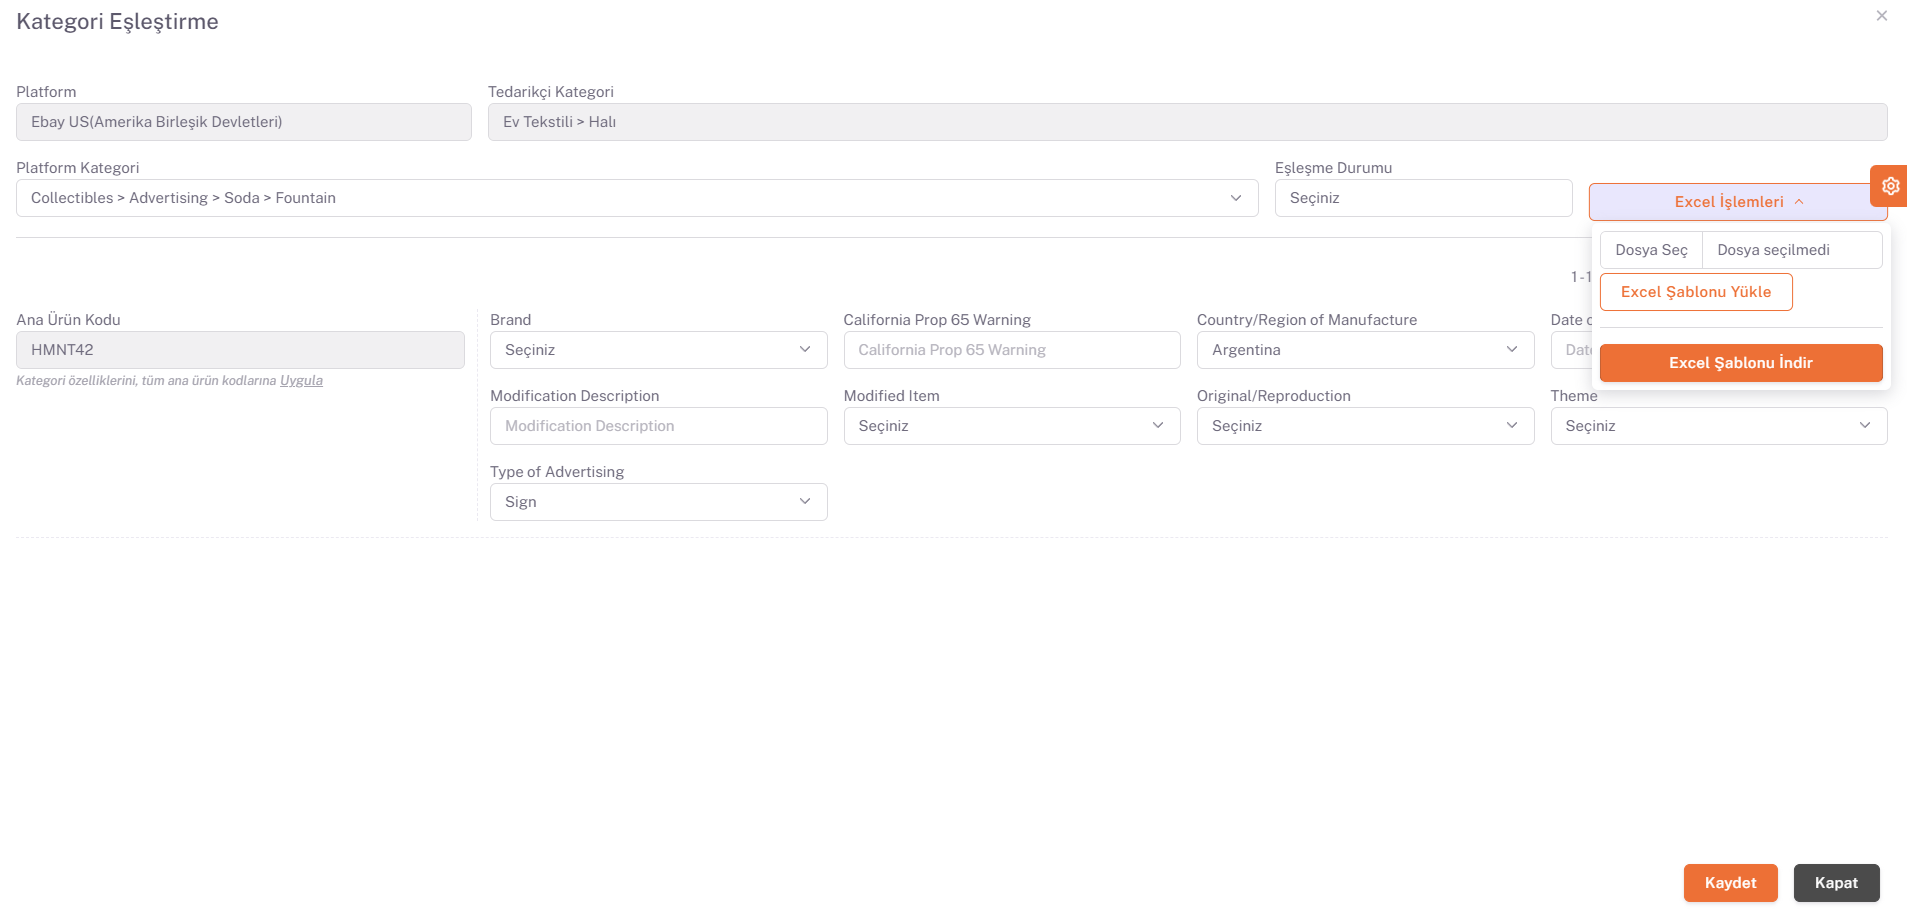 Kategori Eşleştirme
Platform
Tedarikçi Kategori
Ebay US(Amerika Birleşik Devletleri)
Ev Tekstili > Halı
Platform Kategori
Eşleşme Durumu
Collectibles > Advertising > Soda > Fountain
Seçiniz
Excel İşlemleri
Dosya Seç
Dosya seçilmedi
1 - 1
Excel Şablonu Yükle
Excel Şablonu İndir
Ana Ürün Kodu
HMNT42
Kategori özelliklerini, tüm ana ürün kodlarına Uygula
Brand
California Prop 65 Warning
Country/Region of Manufacture
Date
Seçiniz
California Prop 65 Warning
Argentina
Date
Modification Description
Modified Item
Original/Reproduction
Theme
Modification Description
Seçiniz
Seçiniz
Seçiniz
Type of Advertising
Sign
Kaydet
Kapat